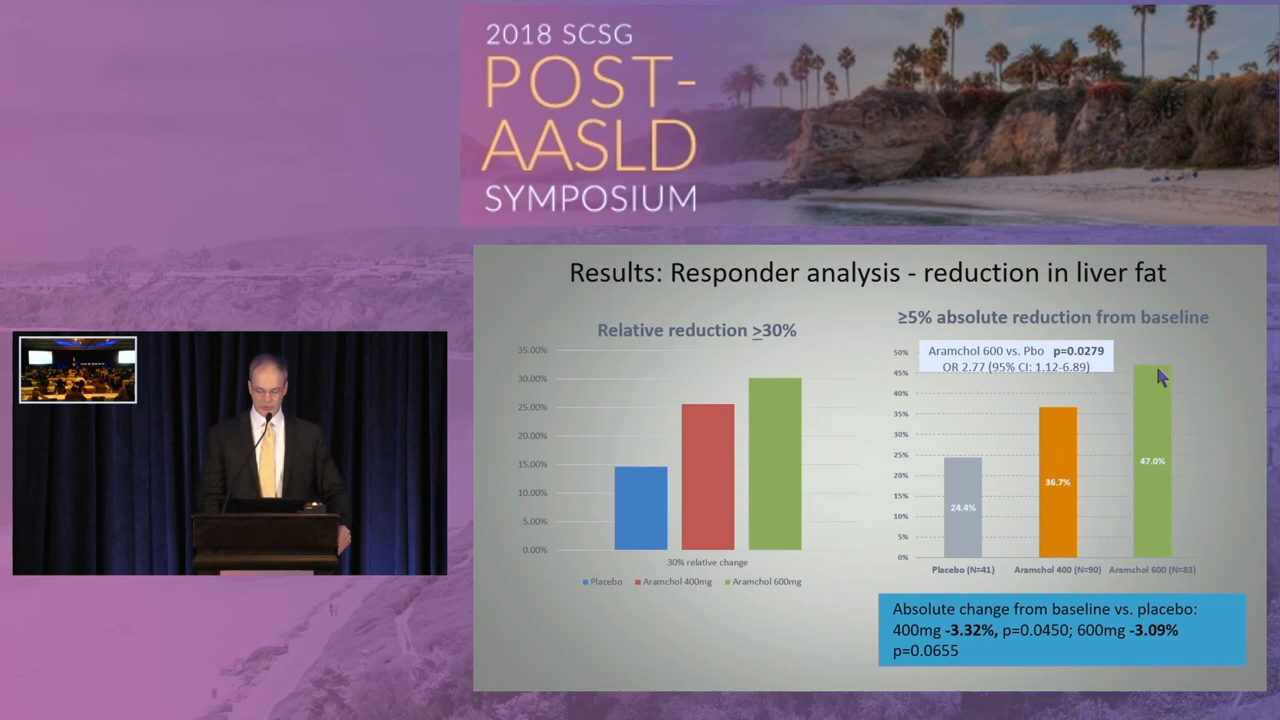 2018 SCSG
POST-
AASLD
SYMPOSIUM
Results: Responder analysis - reduction in liver fat
Relative reduction ≥30%
35.00%
30.00%
25.00%
20.00%
15.00%
10.00%
5.00%
0.00%
30% relative change
Placebo Aramchol 400mg Aramchol 600mg
≥5% absolute reduction from baseline
Aramchol 600 vs. Pbo p=0.0279
OR 2.77 (95% CI: 1.12-6.89)
50%
45%
40%
35%
30%
25%
20%
15%
10%
5%
0%
24.4%
36.7%
47.0%
Placebo (N=41) Aramchol 400 (N=90) Aramchol 600 (N=83)
Absolute change from baseline vs. placebo:
400mg -3.32%, p=0.0450; 600mg -3.09%
p=0.0655